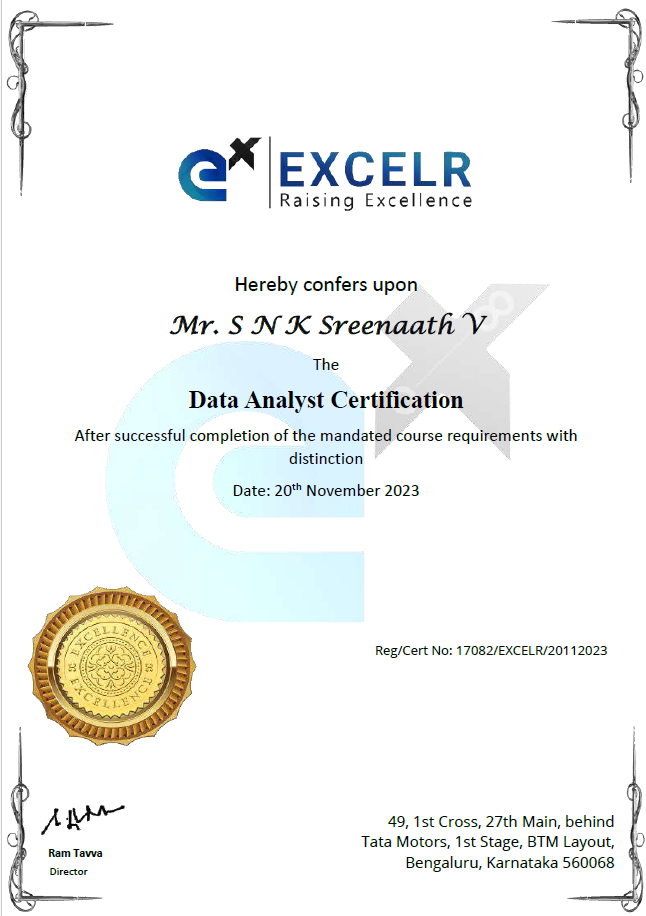 EXCELR
Raising Excellence
Hereby confers upon
Mr. S N K Sreenaath V
The
Data Analyst Certification
After successful completion of the mandated course requirements with
distinction
Date: 20th November 2023
EXCELLENCE
EXCELLENCE
Reg/Cert No: 17082/EXCELR/20112023
Ram Tavva
Director
49, 1st Cross, 27th Main, behind
Tata Motors, 1st Stage, BTM Layout,
Bengaluru, Karnataka 560068